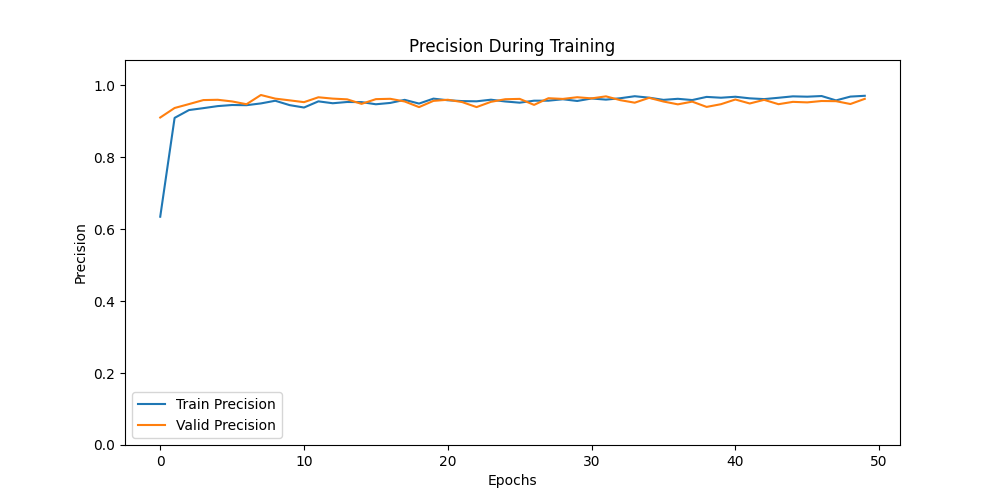 Precision During Training
1.0
0.8
0.6
0.4
0.2
0.0
Precision
Train Precision
Valid Precision
0 10 20 30 40 50
Epochs